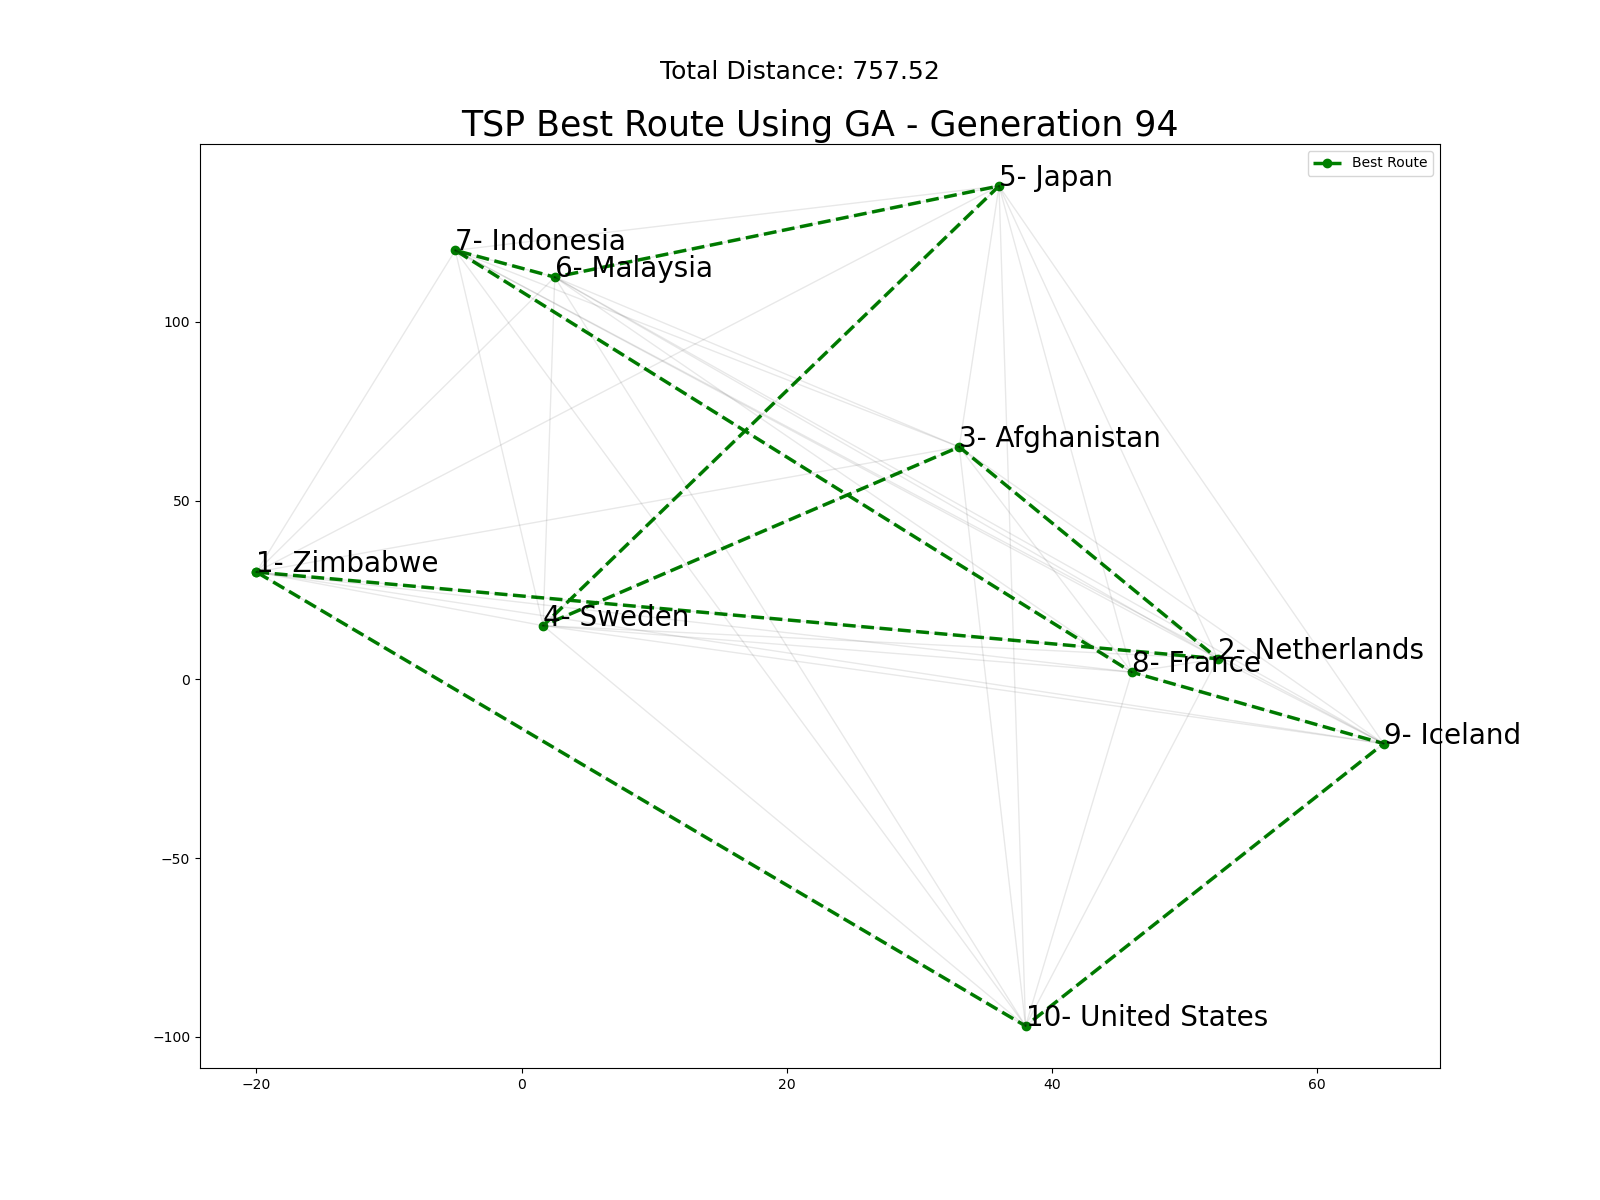 Total Distance: 757.52
TSP Best Route Using GA - Generation 94
Best Route
5- Japan
7- Indonesia
6- Malaysia
100
3- Afghanistan
50
1- Zimbabwe
4- Sweden
2- Netherlands
8- France
0
9- Iceland
−50
10- United States
−100
−20
0
20
40
60